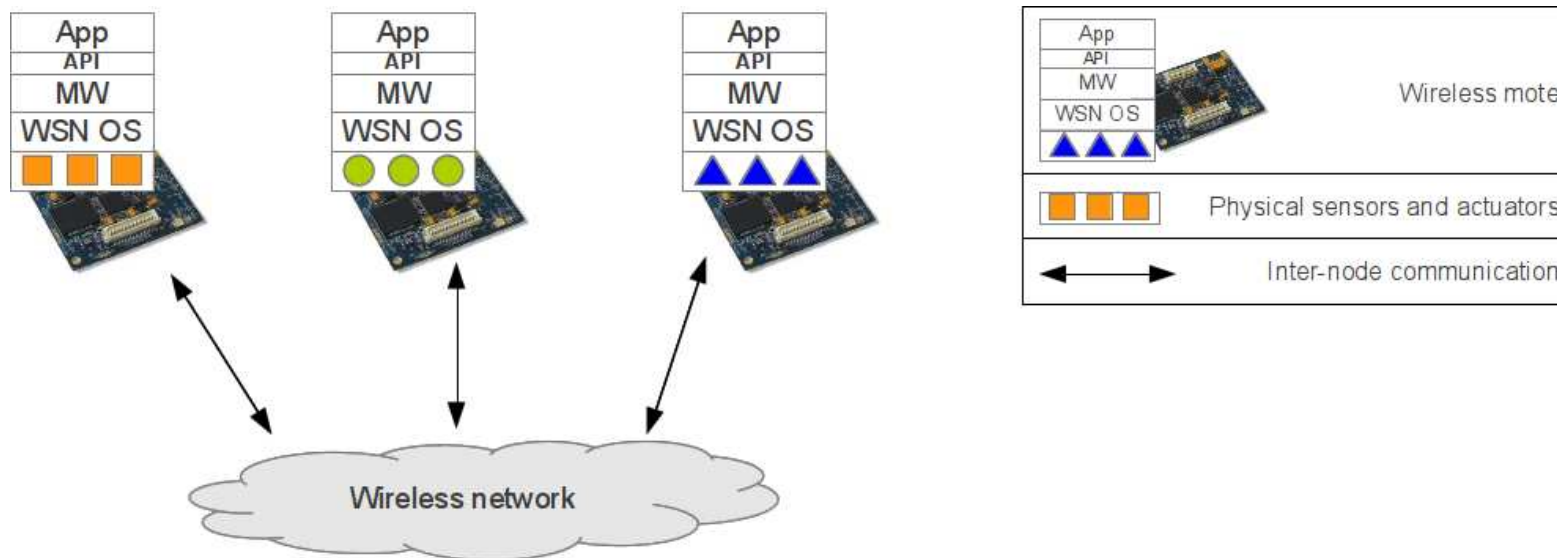 App
API
MW
WSN OS
App
API
MW
WSN OS
App
API
MW
WSN OS
Wireless network
App
API
MW
WSN OS
Wireless mote
Physical sensors and actuators
Inter-node communication